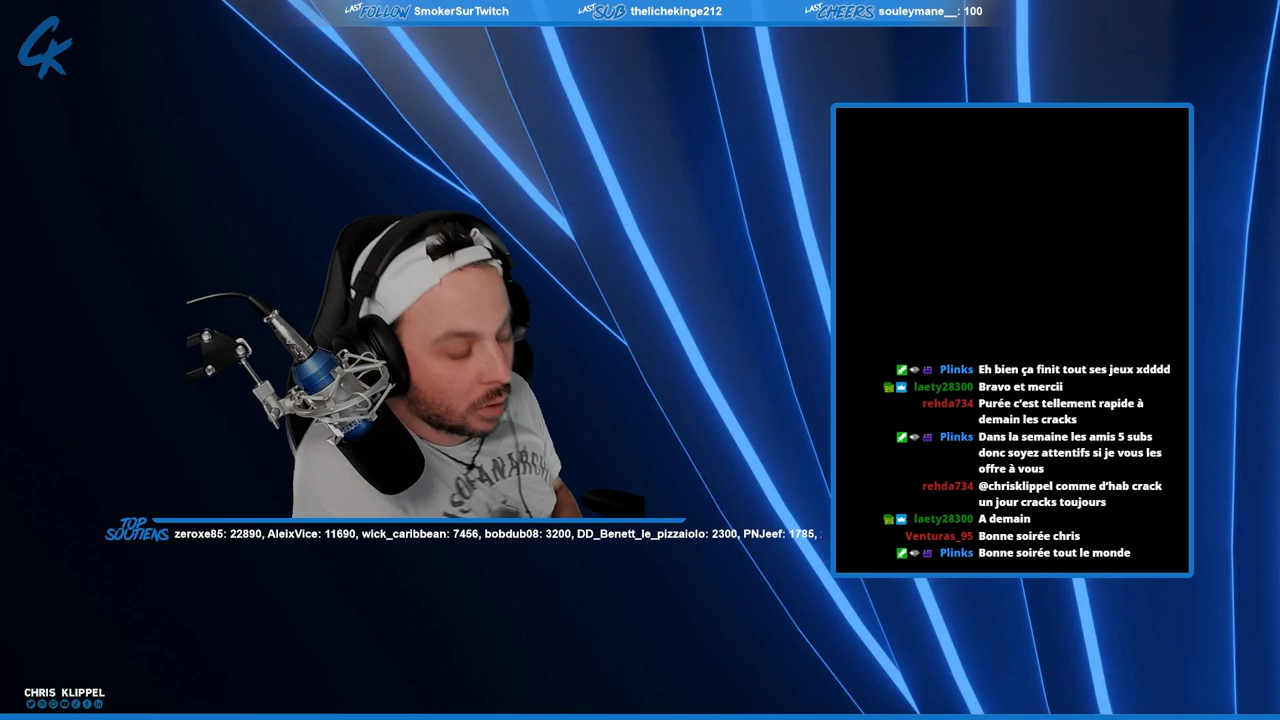 LAST FOLLOW SmokerSurTwitch LAST SUB thelichekinge212 LAST CHEERS souleymane__: 100
CK
Plinks Eh bien ça finit tout ses jeux xdddd
laety28300 Bravo et mercii
rehda734 Purée c’est tellement rapide à
demain les cracks
Plinks Dans la semaine les amis 5 subs
donc soyez attentifs si je vous les
offre à vous
rehda734 @chrisklippel comme d’hab crack
un jour cracks toujours
laety28300 A demain
Venturas_95 Bonne soirée chris
Plinks Bonne soirée tout le monde
TOP SOUTIENS zeroxe85: 22890, AleixVice: 11690, wick_caribbean: 7456, bobdub08: 3200, DD_Benett_le_pizzalolo: 2300, PNJeef: 1785,
CHRIS KLIPPEL